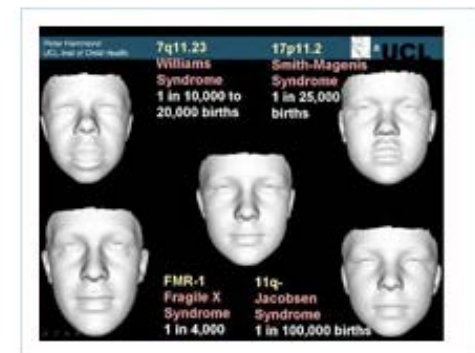 Peter Hammond
UCL Inst of Child Health
7q11.23
Williams
Syndrome
1 in 10,000 to
20,000 births
17p11.2
Smith-Magenis
Syndrome
1 in 25,000
births
UCL
FMR-1
Fragile X
Syndrome
1 in 4,000
11q-
Jacobsen
Syndrome
1 in 100,000 births